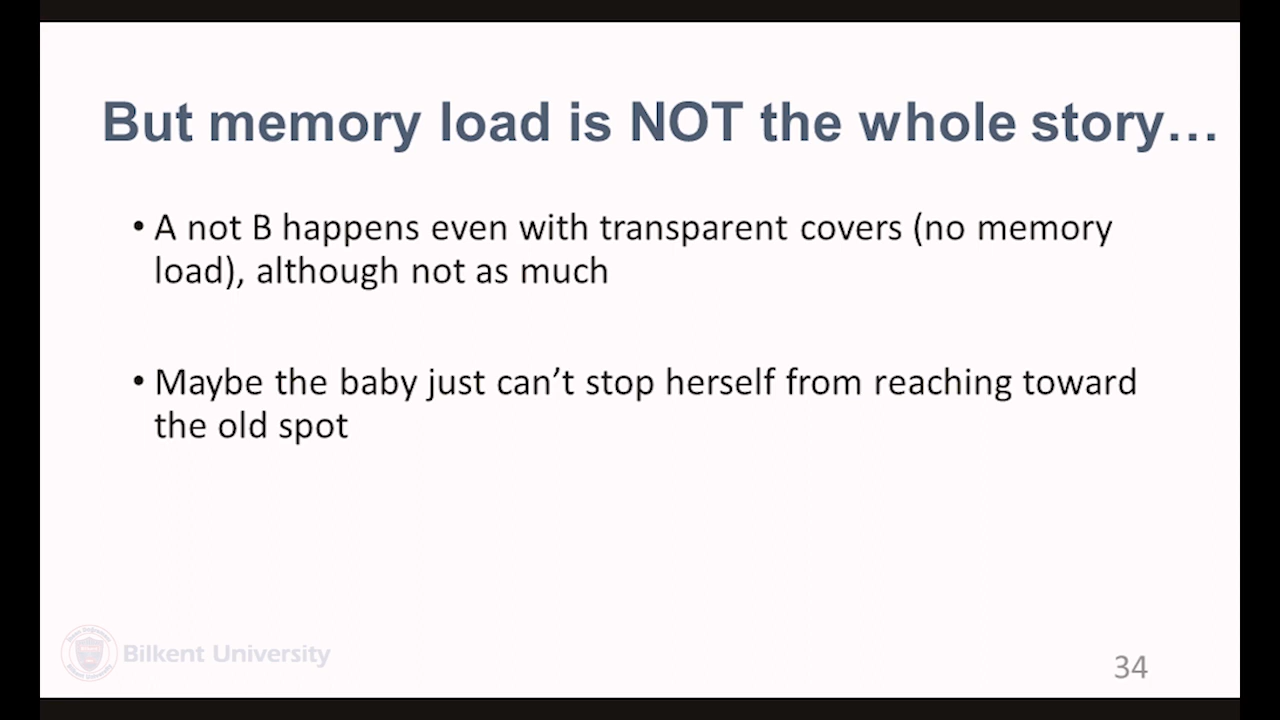 But memory load is NOT the whole story…
• A not B happens even with transparent covers (no memory
load), although not as much
• Maybe the baby just can’t stop herself from reaching toward
the old spot
Bilkent University
34